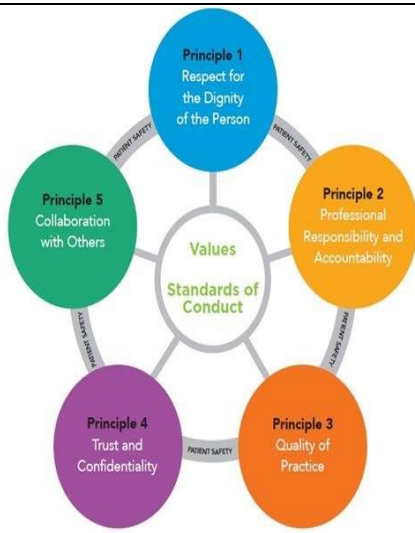 Principle 1
Respect for
the Dignity
of the Person
PATIENT SAFETY
PATIENT SAFETY
Principle 5
Collaboration
with Others
Principle 2
Professional
Responsibility and
Accountability
Values
Standards of
Conduct
PATIENT SAFETY
PATIENT SAFETY
Principle 4
Trust and
Confidentiality
Principle 3
Quality of
Practice
PATIENT SAFETY